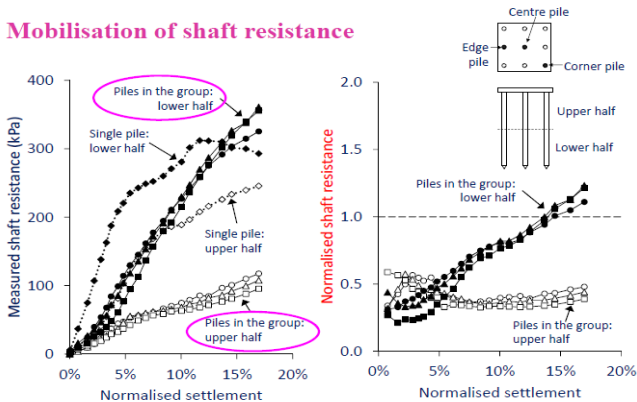 Mobilisation of shaft resistance
Measured shaft resistance (kPa)
400
300
200
100
0
0%
5%
10%
15%
20%
Normalised settlement
Piles in the group:
lower half
Single pile:
lower half
Single pile:
upper half
Piles in the group:
upper half
Centre pile
Edge
pile
Corner pile
Upper half
Lower half
Normalised shaft resistance
2.0
1.5
1.0
0.5
0.0
0%
5%
10%
15%
20%
Normalised settlement
Piles in the group:
lower half
Piles in the group:
upper half